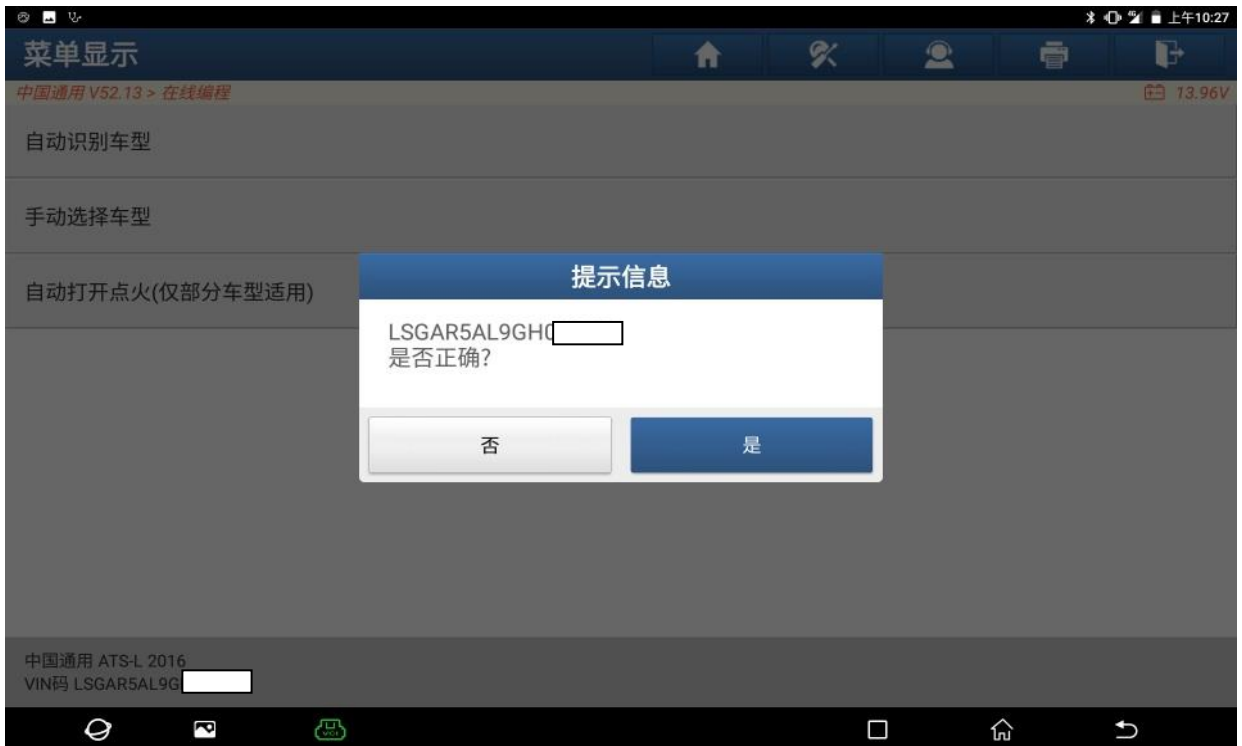 上午10:27
菜单显示
中国通用 V52.13 > 在线编程
13.96V
自动识别车型
手动选择车型
自动打开点火(仅部分车型适用)
提示信息
LSGAR5AL9GH0
是否正确?
否
是
中国通用 ATS-L 2016
VIN码 LSGAR5AL9G
VCI